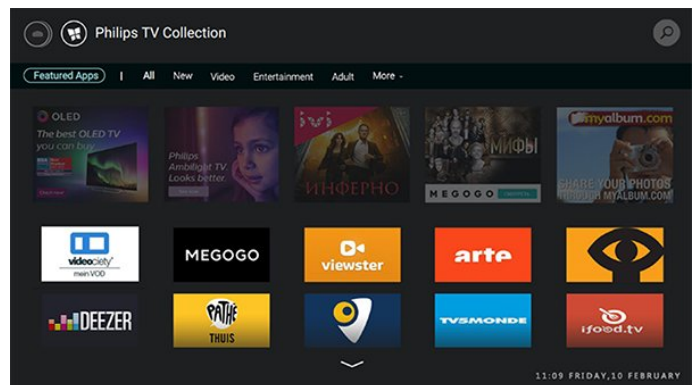 Philips TV Collection
Featured Apps | All New Video Entertainment Adult More
OLED
The best OLED TV
you can buy
Philips
Ambilight TV.
Looks better.
ivi
ИНФЕРНО
МИФЫ
MEGOGO
myalbum.com
SHARE YOUR PHOTOS
THROUGH MYALBUM.COM
videociety
mein VOD
MEGOGO
viewster
arte
DEEZER
PATHÉ
THUIS
TV5MONDE
ifood.tv
11:09 FRIDAY,10 FEBRUARY